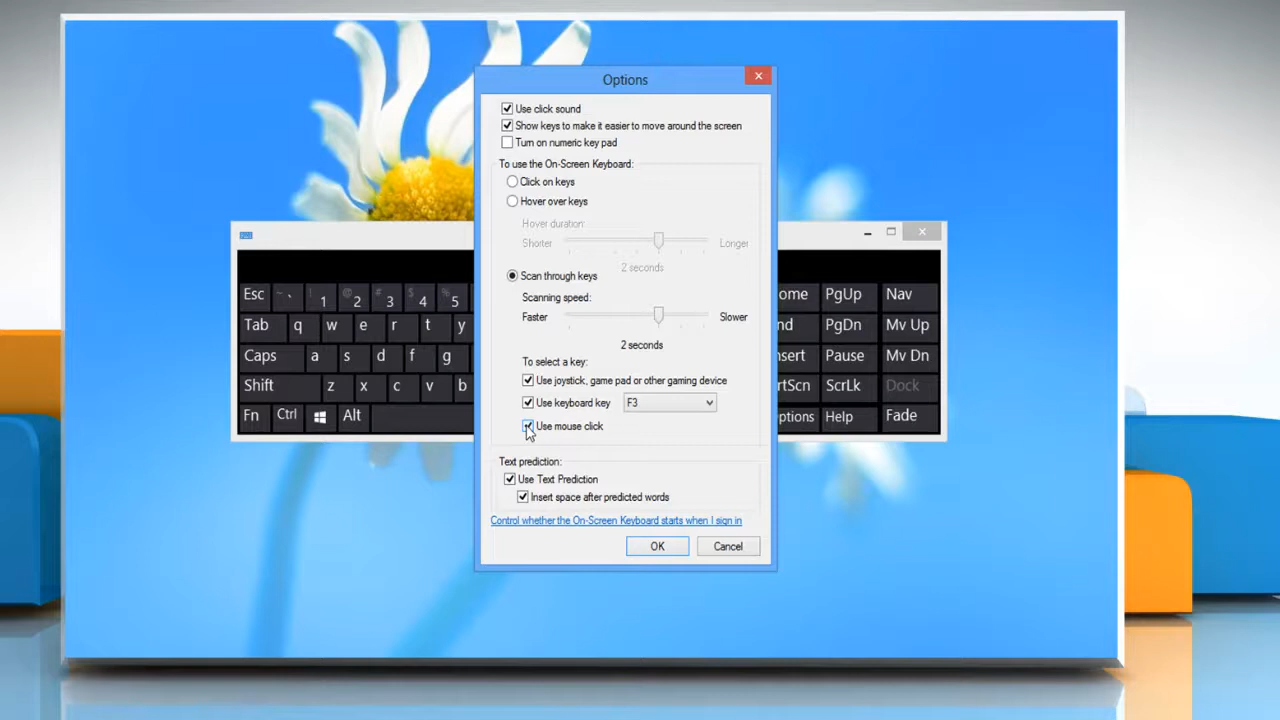 Options
Use click sound
Show keys to make it easier to move around the screen
Turn on numeric key pad
To use the On-Screen Keyboard:
Click on keys
Hover over keys
Hover duration:
Shorter Longer
2 seconds
Scan through keys
Scanning speed:
Faster Slower
2 seconds
To select a key:
Use joystick, game pad or other gaming device
Use keyboard key F3
Use mouse click
Text prediction:
Use Text Prediction
Insert space after predicted words
Control whether the On-Screen Keyboard starts when I sign in
OK Cancel
Esc ~ ` ! 1 @ 2 # 3 $ 4 % 5 ome PgUp Nav
Tab q w e r t y nd PgDn Mv Up
Caps a s d f g sert Pause Mv Dn
Shift z x c v b rtScn ScrLk Dock
Fn Ctrl Alt ptions Help Fade